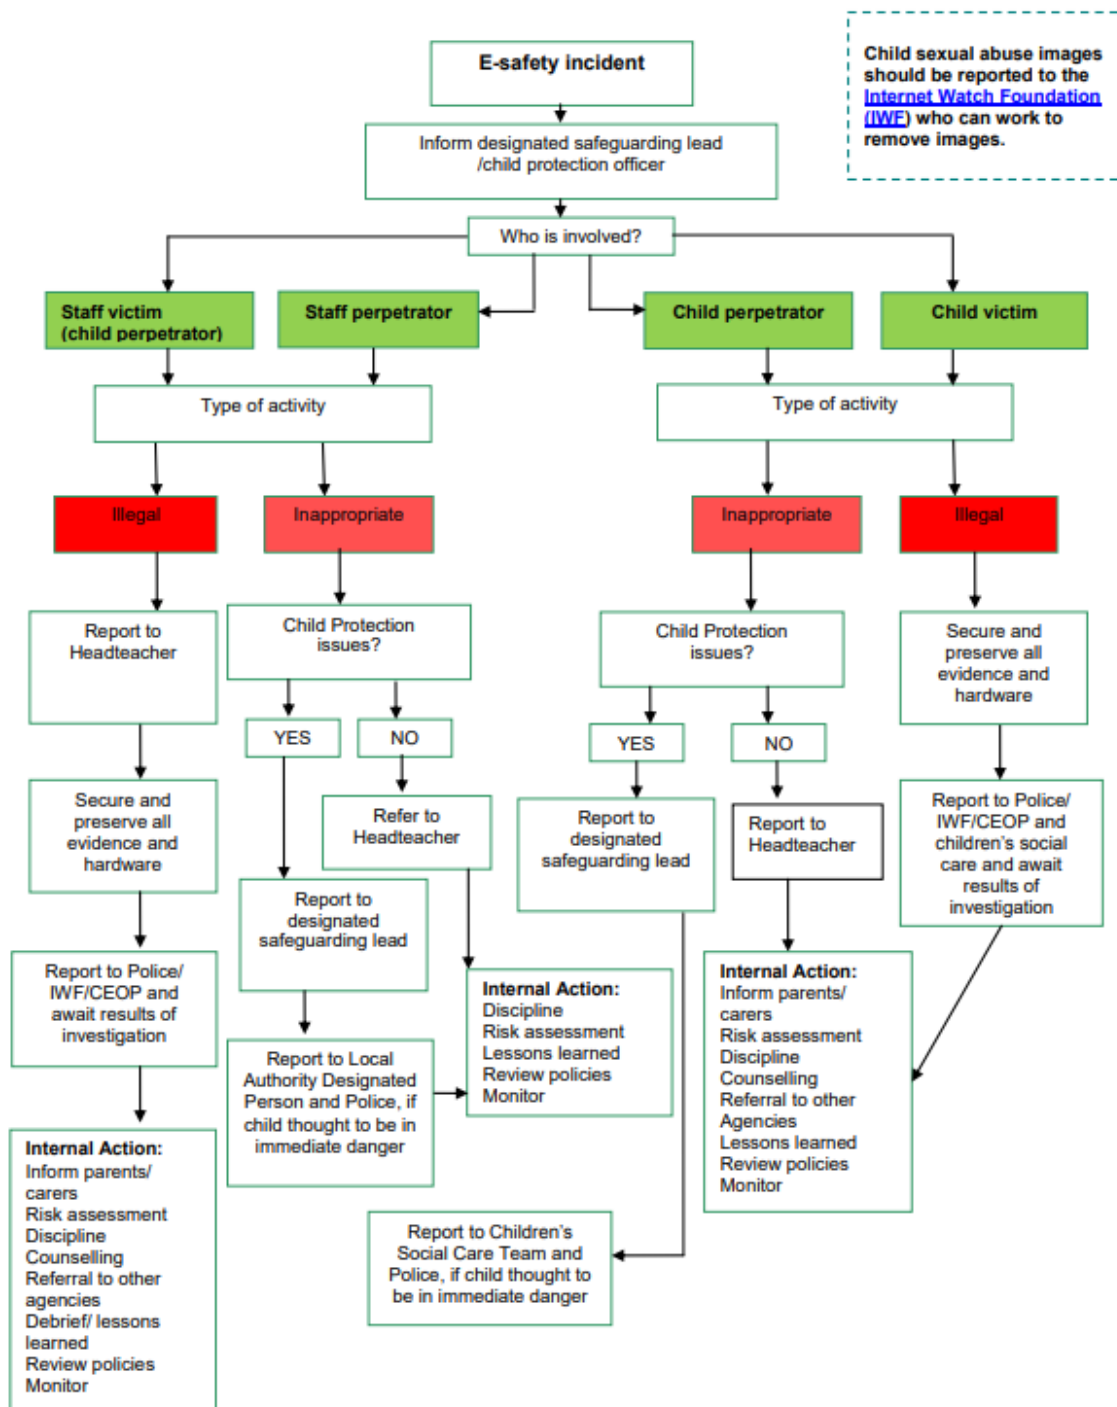 E-safety incident
Child sexual abuse images
should be reported to the
Internet Watch Foundation
(IWF) who can work to
remove images.
Inform designated safeguarding lead
/child protection officer
Who is involved?
Staff victim
(child perpetrator)
Staff perpetrator
Child perpetrator
Child victim
Type of activity
Type of activity
Illegal
Inappropriate
Inappropriate
Illegal
Report to
Headteacher
Child Protection
issues?
Child Protection
issues?
Secure and
preserve all
evidence and
hardware
YES
NO
YES
NO
Secure and
preserve all
evidence and
hardware
Refer to
Headteacher
Report to
designated
safeguarding lead
Report to
Headteacher
Report to Police/
IWF/CEOP and
children's social
care and await
results of
investigation
Report to
designated
safeguarding lead
Report to Police/
IWF/CEOP and
await results of
investigation
Internal Action:
Discipline
Risk assessment
Lessons learned
Review policies
Monitor
Internal Action:
Inform parents/
carers
Risk assessment
Discipline
Counselling
Referral to other
Agencies
Lessons learned
Review policies
Monitor
Report to Local
Authority Designated
Person and Police, if
child thought to be in
immediate danger
Internal Action:
Inform parents/
carers
Risk assessment
Discipline
Counselling
Referral to other
agencies
Debrief/ lessons
learned
Review policies
Monitor
Report to Children's
Social Care Team and
Police, if child thought to
be in immediate danger